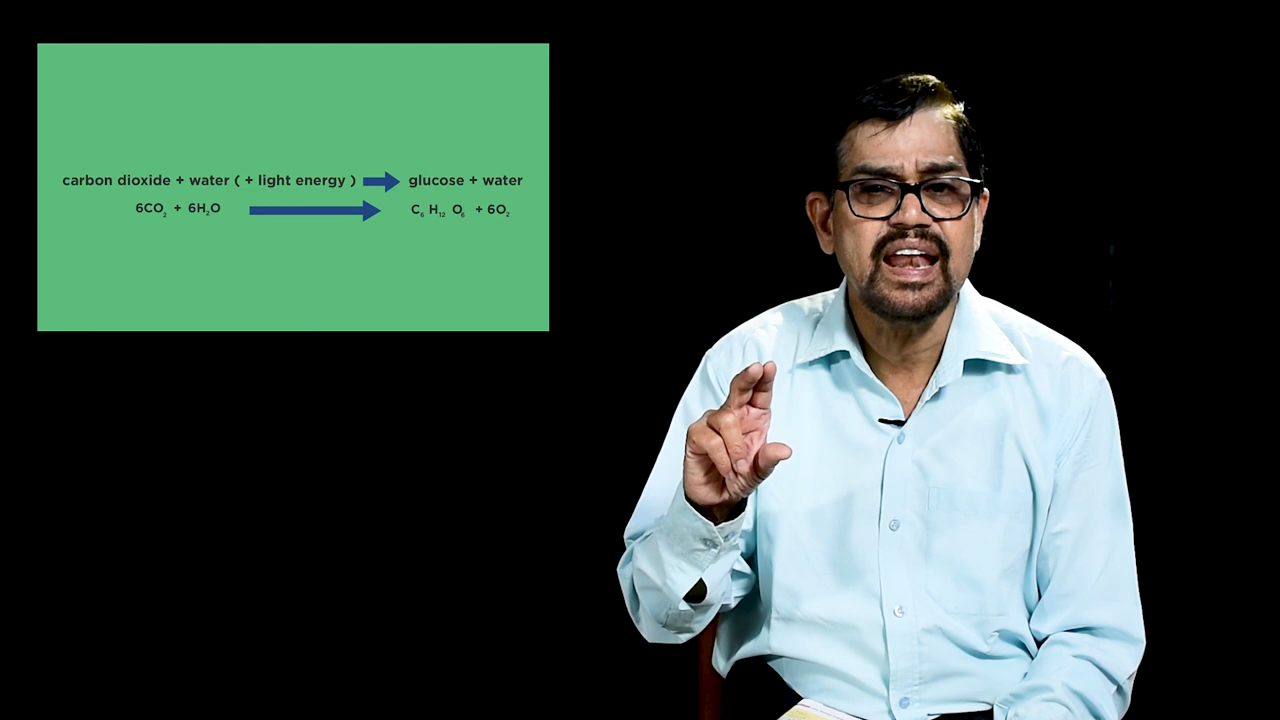 carbon dioxide + water ( + light energy ) → glucose + water
6CO₂ + 6H₂O → C₆ H₁₂ O₆ + 6O₂